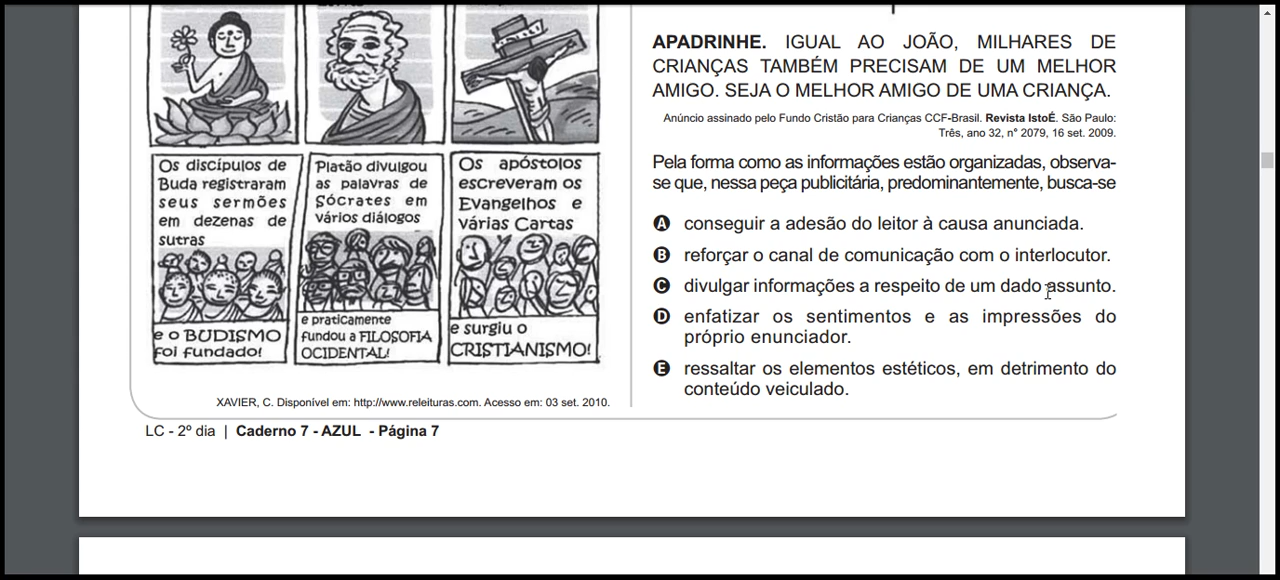 Os discípulos de
Buda registraram
seus sermões
em dezenas de
sutras
e o BUDISMO
foi fundado!
Platão divulgou
as palavras de
Sócrates em
vários diálogos
e praticamente
fundou a FILOSOFIA
OCIDENTAL!
Os apóstolos
escreveram os
Evangelhos e
várias Cartas
e surgiu o
CRISTIANISMO!
XAVIER, C. Disponível em: http://www.releituras.com. Acesso em: 03 set. 2010.
APADRINHE. IGUAL AO JOÃO, MILHARES DE
CRIANÇAS TAMBÉM PRECISAM DE UM MELHOR
AMIGO. SEJA O MELHOR AMIGO DE UMA CRIANÇA.
Anúncio assinado pelo Fundo Cristão para Crianças CCF-Brasil. Revista IstoÉ. São Paulo:
Três, ano 32, n° 2079, 16 set. 2009.
Pela forma como as informações estão organizadas, observa-
se que, nessa peça publicitária, predominantemente, busca-se
A conseguir a adesão do leitor à causa anunciada.
B reforçar o canal de comunicação com o interlocutor.
C divulgar informações a respeito de um dado assunto.
D enfatizar os sentimentos e as impressões do
próprio enunciador.
E ressaltar os elementos estéticos, em detrimento do
conteúdo veiculado.
LC - 2º dia | Caderno 7 - AZUL - Página 7